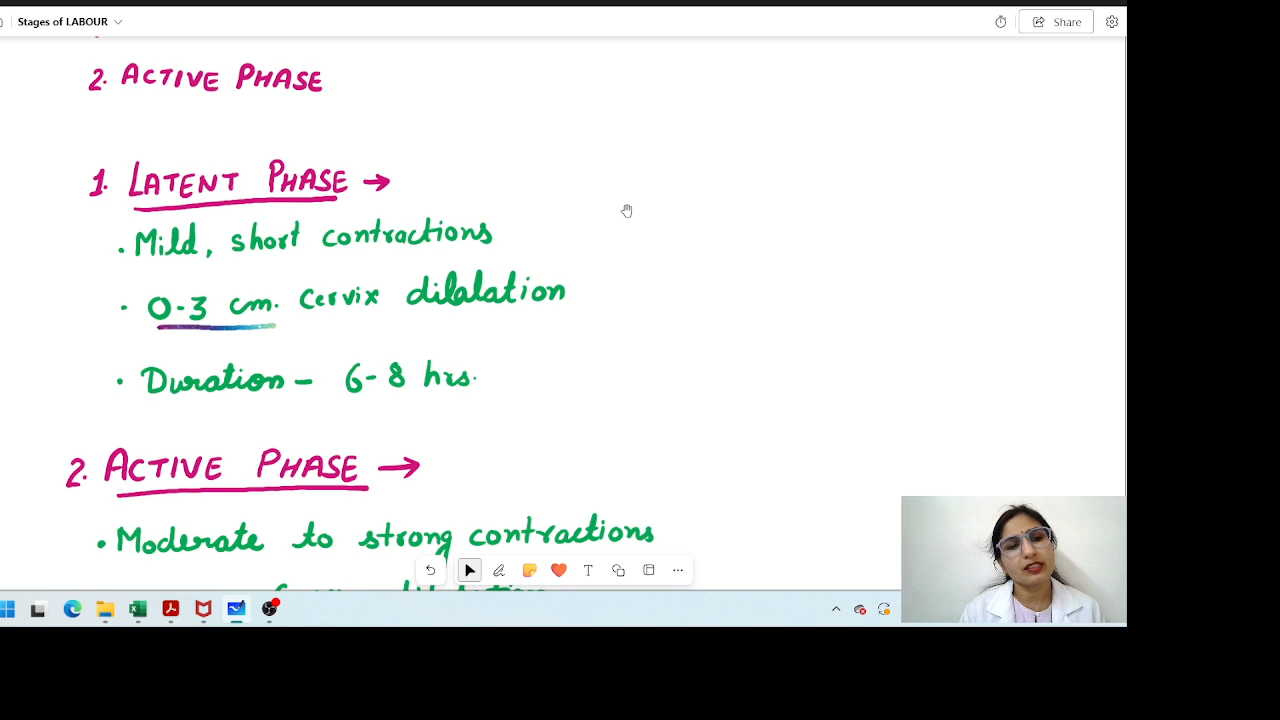 Stages of LABOUR
Share
2. ACTIVE PHASE
1. LATENT PHASE →
• Mild, short contractions
• 0-3 cm. Cervix dilalation
• Duration – 6-8 hrs.
2. ACTIVE PHASE →
• Moderate to strong contractions